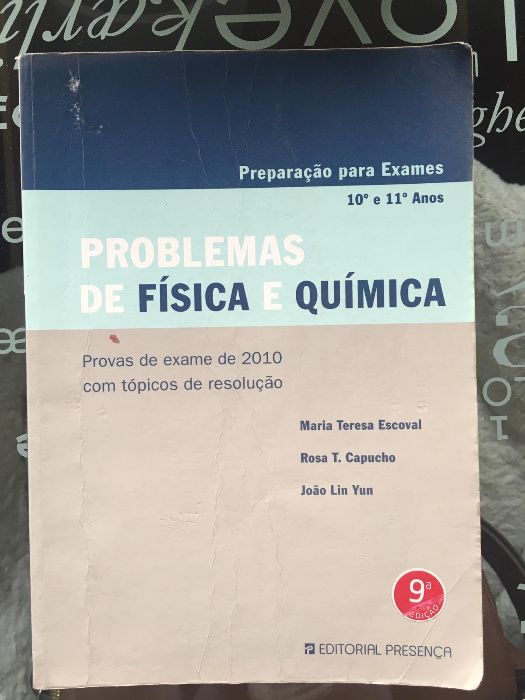 Preparação para Exames
10º e 11º Anos
PROBLEMAS
DE FÍSICA E QUÍMICA
Provas de exame de 2010
com tópicos de resolução
Maria Teresa Escoval
Rosa T. Capucho
João Lin Yun
9ª
EDIÇÃO
EDITORIAL PRESENÇA